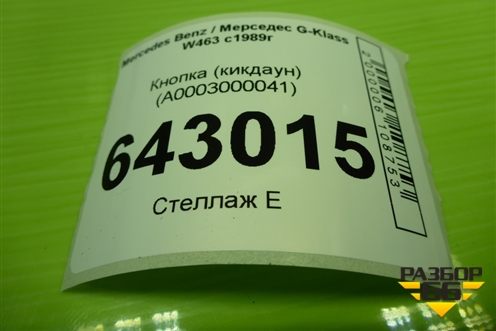 Mercedes Benz / Мерседес G-Klass
W463 с1989г
Кнопка (кикдаун)
(A0003000041)
643015
Стеллаж Е
2000006108753
РАЗБОР
66